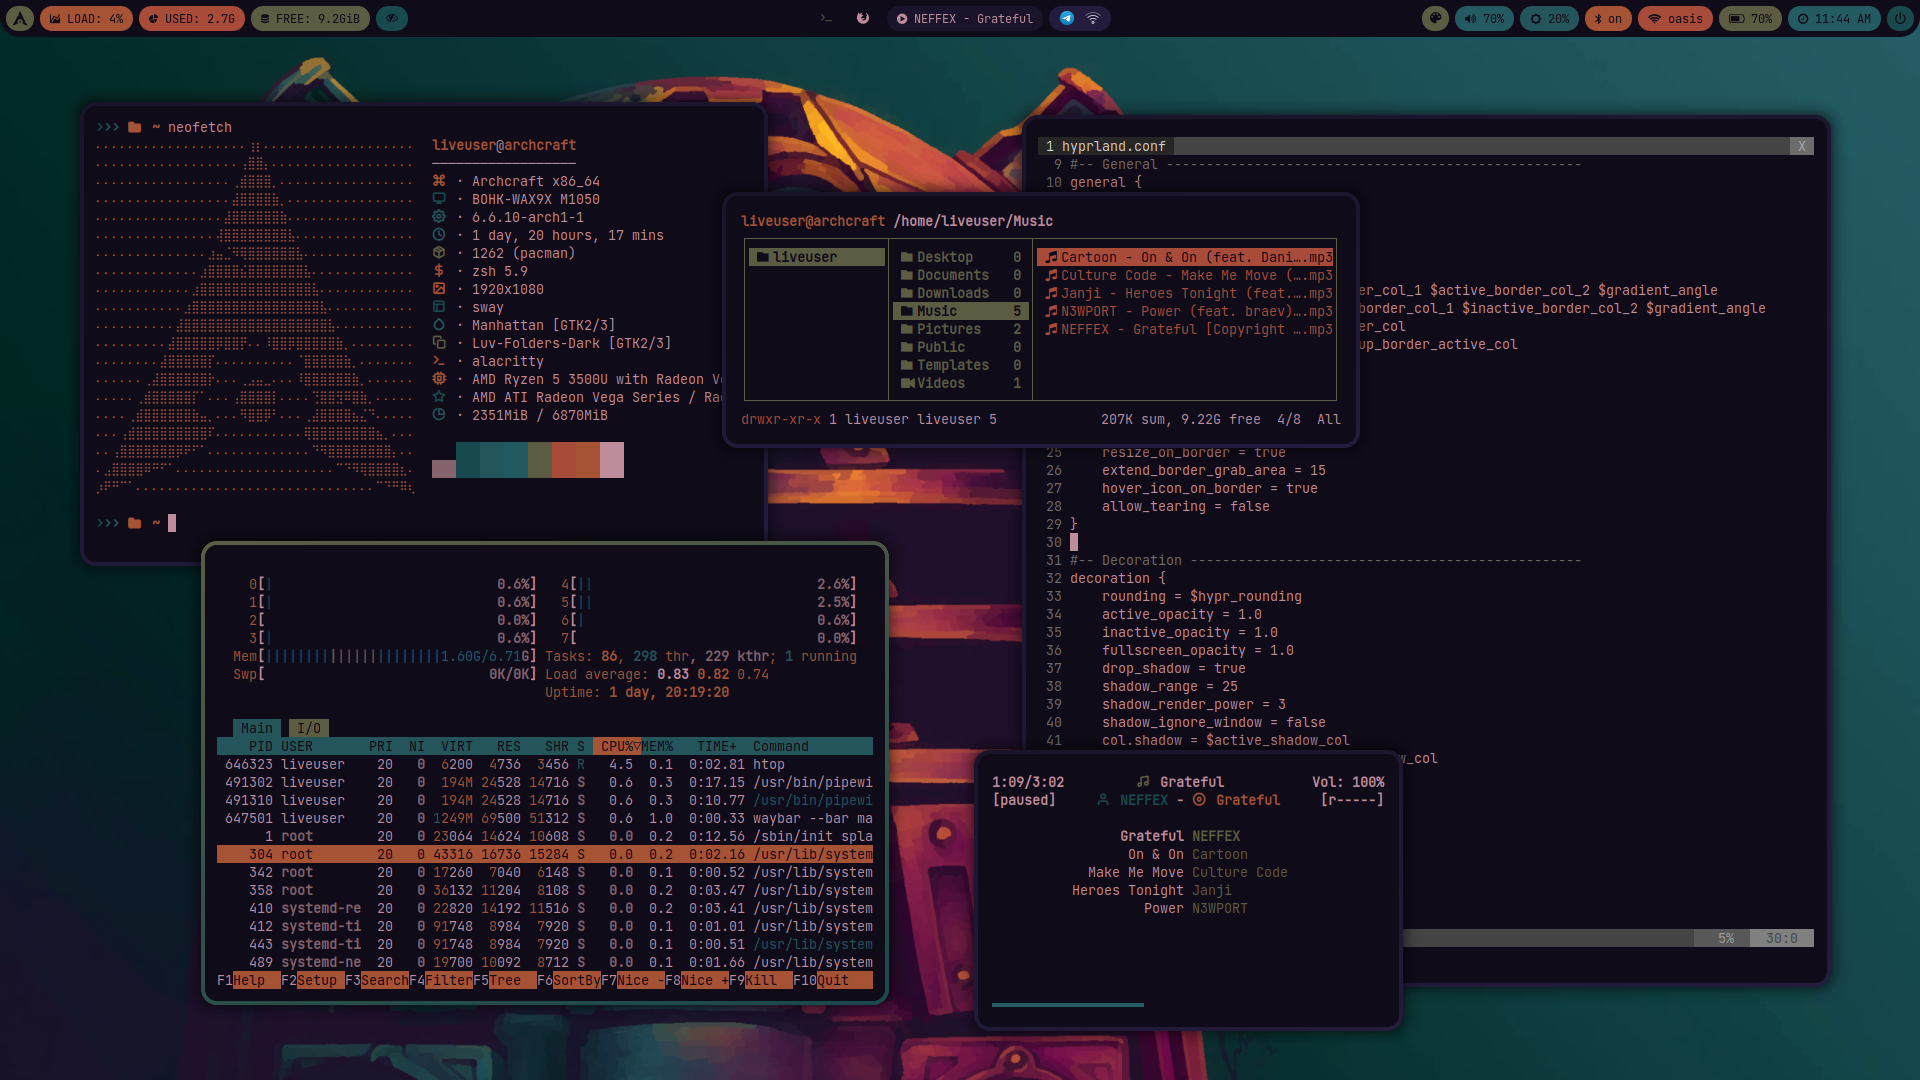 LOAD: 4%
USED: 2.7G
FREE: 9.2GiB
NEFFEX - Grateful
70%
20%
on
oasis
70%
11:44 AM
>>> ~ neofetch
liveuser@archcraft
· Archcraft x86_64
· BOHK-WAX9X M1050
· 6.6.10-arch1-1
· 1 day, 20 hours, 17 mins
· 1262 (pacman)
· zsh 5.9
· 1920x1080
· sway
· Manhattan [GTK2/3]
· Luv-Folders-Dark [GTK2/3]
· alacritty
· AMD Ryzen 5 3500U with Radeon V
· AMD ATI Radeon Vega Series / Ra
· 2351MiB / 6870MiB
>>> ~
liveuser@archcraft /home/liveuser/Music
liveuser
Desktop 0
Documents 0
Downloads 0
Music 5
Pictures 2
Public 0
Templates 0
Videos 1
Cartoon - On & On (feat. Dani….mp3
Culture Code - Make Me Move (….mp3
Janji - Heroes Tonight (feat.….mp3
N3WPORT - Power (feat. braev)….mp3
NEFFEX - Grateful [Copyright ….mp3
drwxr-xr-x 1 liveuser liveuser 5 207K sum, 9.22G free 4/8 All
1 hyprland.conf X
9 #-- General ----------------------------------------------------
10 general {
er_col_1 $active_border_col_2 $gradient_angle
border_col_1 $inactive_border_col_2 $gradient_angle
er_col
up_border_active_col
25 resize_on_border = true
26 extend_border_grab_area = 15
27 hover_icon_on_border = true
28 allow_tearing = false
29 }
30
31 #-- Decoration -------------------------------------------------
32 decoration {
33 rounding = $hypr_rounding
34 active_opacity = 1.0
35 inactive_opacity = 1.0
36 fullscreen_opacity = 1.0
37 drop_shadow = true
38 shadow_range = 25
39 shadow_render_power = 3
40 shadow_ignore_window = false
41 col.shadow = $active_shadow_col
w_col
5% 30:0
0[| 0.6%] 4[|| 2.6%]
1[| 0.6%] 5[|| 2.5%]
2[ 0.0%] 6[| 0.6%]
3[| 0.6%] 7[ 0.0%]
Mem[||||||||||||||||||||||1.60G/6.71G] Tasks: 86, 298 thr, 229 kthr; 1 running
Swp[ 0K/0K] Load average: 0.83 0.82 0.74
Uptime: 1 day, 20:19:20
Main I/O
PID USER PRI NI VIRT RES SHR S CPU%▽MEM% TIME+ Command
646323 liveuser 20 0 6200 4736 3456 R 4.5 0.1 0:02.81 htop
491302 liveuser 20 0 194M 24528 14716 S 0.6 0.3 0:17.15 /usr/bin/pipewi
491310 liveuser 20 0 194M 24528 14716 S 0.6 0.3 0:10.77 /usr/bin/pipewi
647501 liveuser 20 0 1249M 69500 51312 S 0.6 1.0 0:00.33 waybar --bar ma
1 root 20 0 23064 14624 10608 S 0.0 0.2 0:12.56 /sbin/init spla
304 root 20 0 43316 16736 15284 S 0.0 0.2 0:02.16 /usr/lib/system
342 root 20 0 17260 7040 6148 S 0.0 0.1 0:00.52 /usr/lib/system
358 root 20 0 36132 11204 8108 S 0.0 0.2 0:03.47 /usr/lib/system
410 systemd-re 20 0 22820 14192 11516 S 0.0 0.2 0:03.41 /usr/lib/system
412 systemd-ti 20 0 91748 8984 7920 S 0.0 0.1 0:01.01 /usr/lib/system
443 systemd-ti 20 0 91748 8984 7920 S 0.0 0.1 0:00.51 /usr/lib/system
489 systemd-ne 20 0 19700 10092 8712 S 0.0 0.1 0:01.66 /usr/lib/system
F1Help F2Setup F3SearchF4FilterF5Tree F6SortByF7Nice -F8Nice +F9Kill F10Quit
1:09/3:02 Grateful Vol: 100%
[paused] NEFFEX - Grateful [r-----]
Grateful NEFFEX
On & On Cartoon
Make Me Move Culture Code
Heroes Tonight Janji
Power N3WPORT